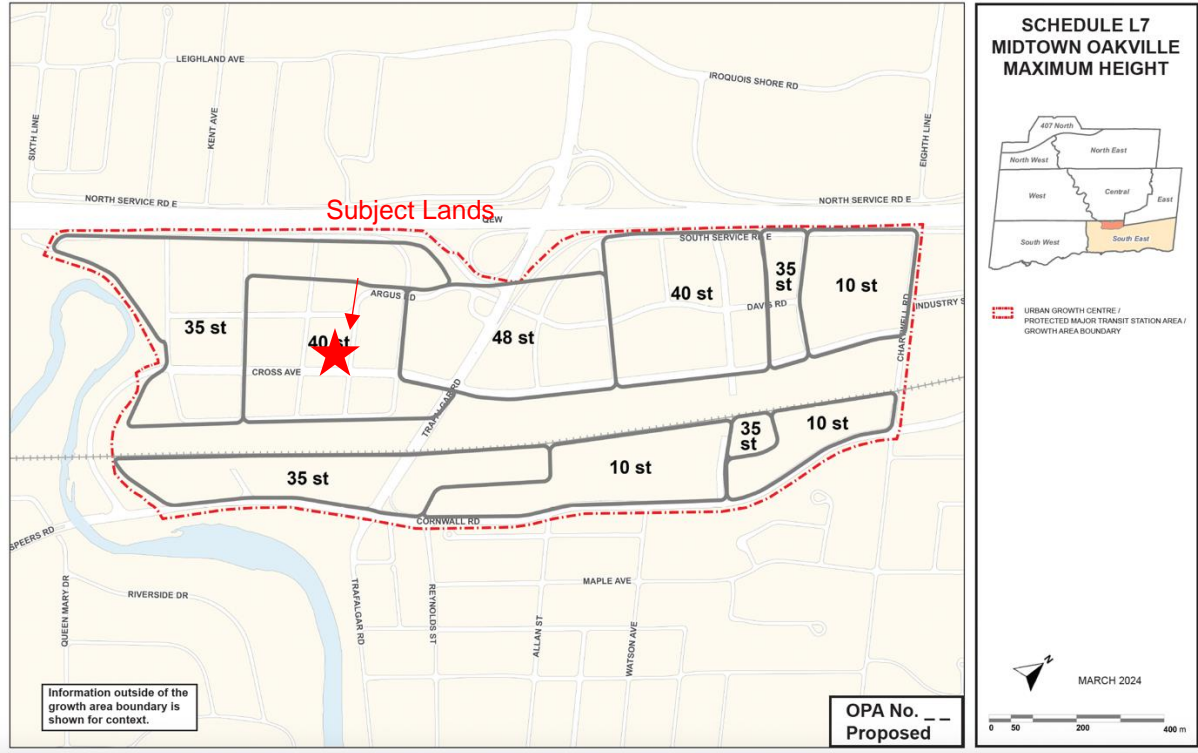 LEIGHLAND AVE
IROQUOIS SHORE RD
SIXTH LINE
KENT AVE
EIGHTH LINE
NORTH SERVICE RD E
NORTH SERVICE RD E
Subject Lands
QEW
SOUTH SERVICE RD E
ARGUS RD
35 st
10 st
40 st
DAVIS RD
INDUSTRY S
35 st
40 st
48 st
CHARTWELL RD
CROSS AVE
TRAFALGAR RD
35
st
10 st
10 st
35 st
CORNWALL RD
SPEERS RD
MAPLE AVE
RIVERSIDE DR
QUEEN MARY DR
TRAFALGAR RD
REYNOLDS ST
ALLAN ST
WATSON AVE
Information outside of the
growth area boundary is
shown for context.
OPA No. _ _
Proposed
SCHEDULE L7
MIDTOWN OAKVILLE
MAXIMUM HEIGHT
407 North
North West
North East
West
Central
East
South West
South East
URBAN GROWTH CENTRE /
PROTECTED MAJOR TRANSIT STATION AREA /
GROWTH AREA BOUNDARY
N
MARCH 2024
0 50 200 400 m